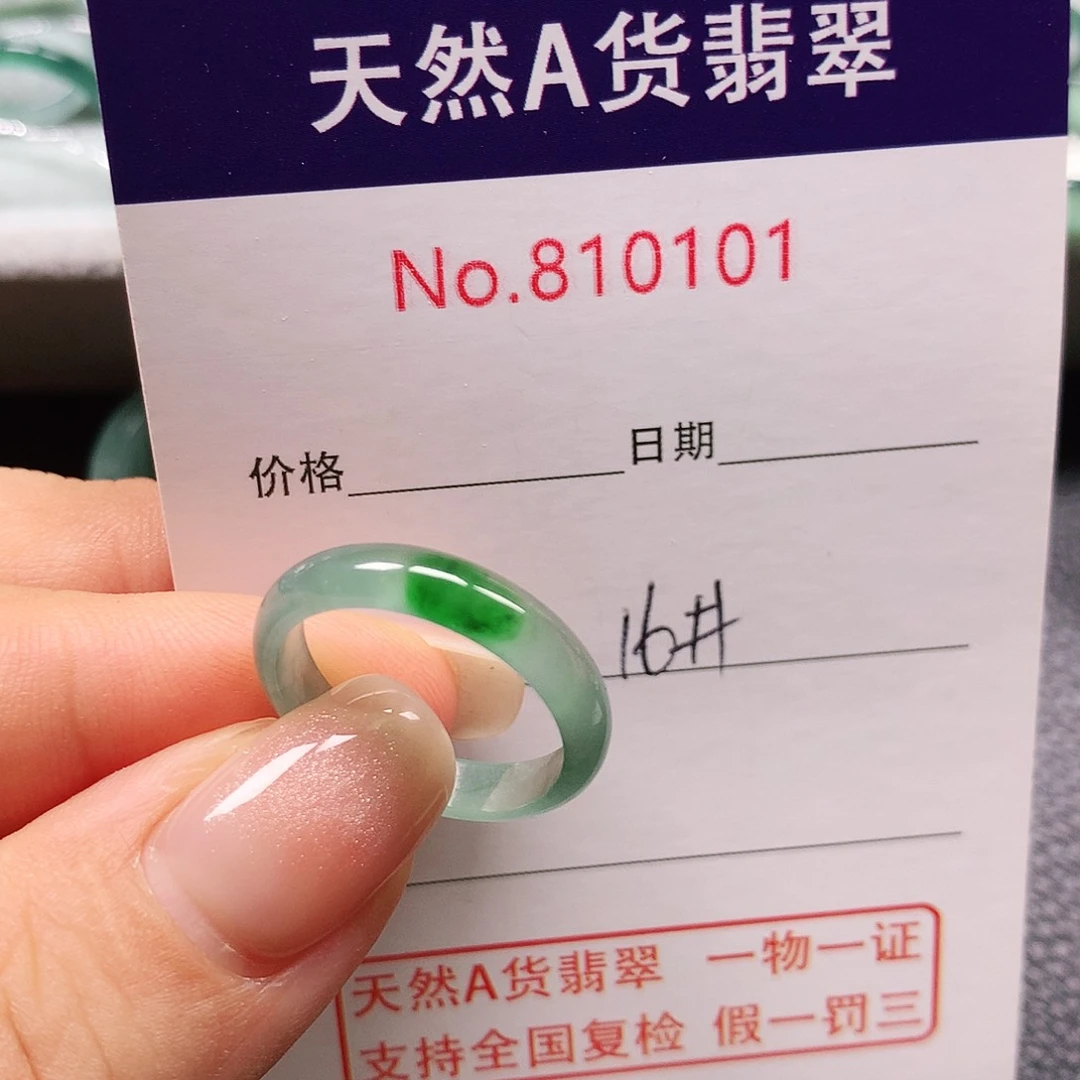 天然A货翡翠
No.810101
价格 日期
16#
天然A货翡翠 一物一证
支持全国复检 假一罚三